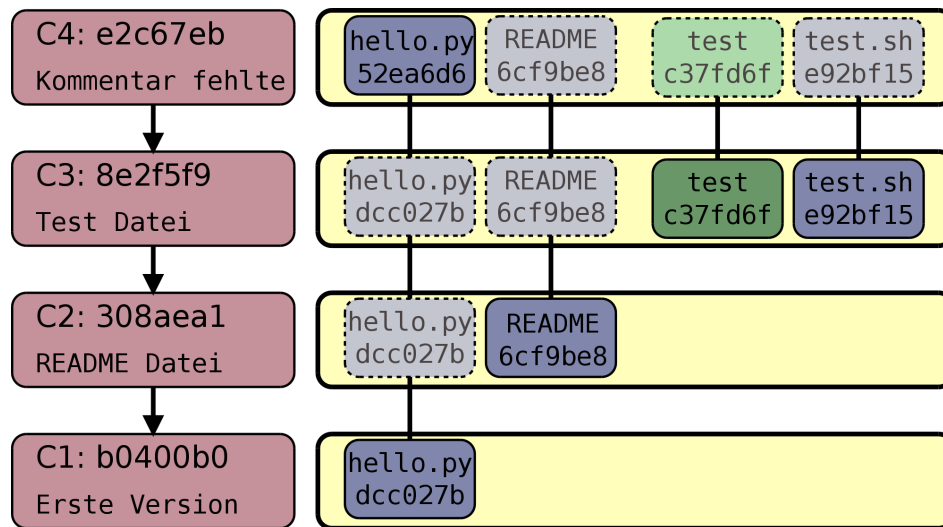 C4: e2c67eb
Kommentar fehlte
hello.py
52ea6d6
README
6cf9be8
test
c37fd6f
test.sh
e92bf15
C3: 8e2f5f9
Test Datei
hello.py
dcc027b
README
6cf9be8
test
c37fd6f
test.sh
e92bf15
C2: 308aea1
README Datei
hello.py
dcc027b
README
6cf9be8
C1: b0400b0
Erste Version
hello.py
dcc027b